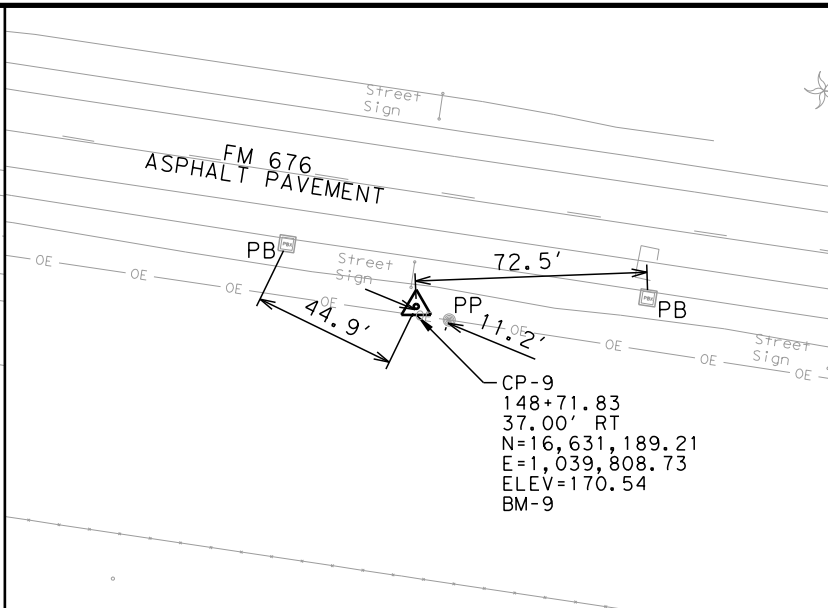 Street
Sign
FM 676
ASPHALT PAVEMENT
PB
PBX
Street
Sign
72.5'
PBX
PB
OE
OE
OE
OE
OE
OE
OE
OE
44.9'
PP
11.2'
Street
Sign
CP-9
148+71.83
37.00' RT
N=16,631,189.21
E=1,039,808.73
ELEV=170.54
BM-9